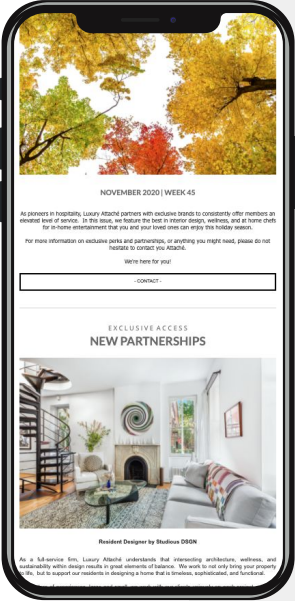 NOVEMBER 2020 | WEEK 45
As pioneers in hospitality, Luxury Attaché partners with exclusive brands to consistently offer members an
elevated level of service. In this issue, we feature the best in interior design, wellness, and at home chefs
for in-home entertainment that you and your loved ones can enjoy this holiday season.
For more information on exclusive perks and partnerships, or anything you might need, please do not
hesitate to contact you Attaché.
We're here for you!
- CONTACT -
EXCLUSIVE ACCESS
NEW PARTNERSHIPS
Resident Designer by Studious DSGN
As a full-service firm, Luxury Attaché understands that intersecting architecture, wellness, and
sustainability within design results in great elements of balance. We work to not only bring your property
to life, but to support our residents in designing a home that is timeless, sophisticated, and functional.